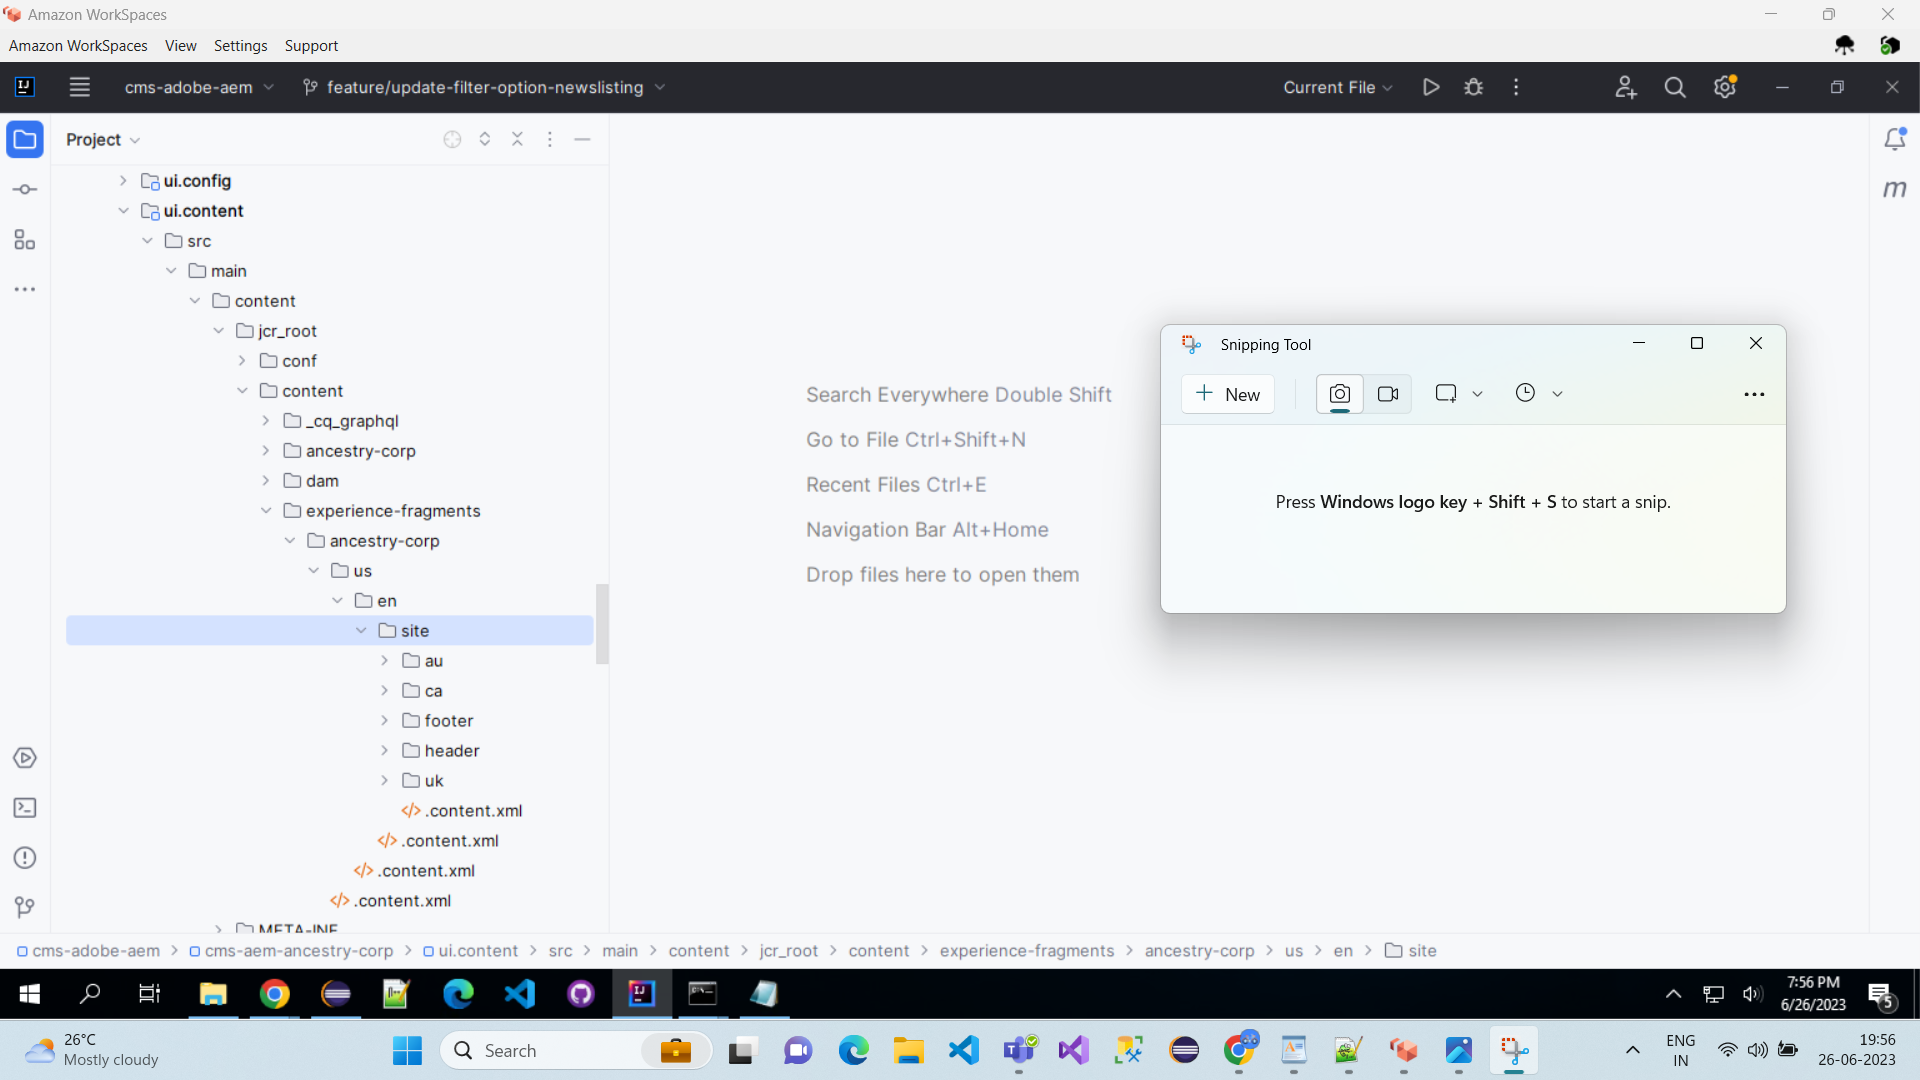 Amazon WorkSpaces
Amazon WorkSpaces View Settings Support
cms-adobe-aem feature/update-filter-option-newslisting Current File
Project
ui.config
ui.content
src
main
content
jcr_root
conf
content
_cq_graphql
ancestry-corp
dam
experience-fragments
ancestry-corp
us
en
site
au
ca
footer
header
uk
.content.xml
.content.xml
.content.xml
.content.xml
META-INF
m
Search Everywhere Double Shift
Go to File Ctrl+Shift+N
Recent Files Ctrl+E
Navigation Bar Alt+Home
Drop files here to open them
Snipping Tool
New
Press Windows logo key + Shift + S to start a snip.
cms-adobe-aem > cms-aem-ancestry-corp > ui.content > src > main > content > jcr_root > content > experience-fragments > ancestry-corp > us > en > site
7:56 PM
6/26/2023
5
26°C
Mostly cloudy
Search
ENG
IN
19:56
26-06-2023